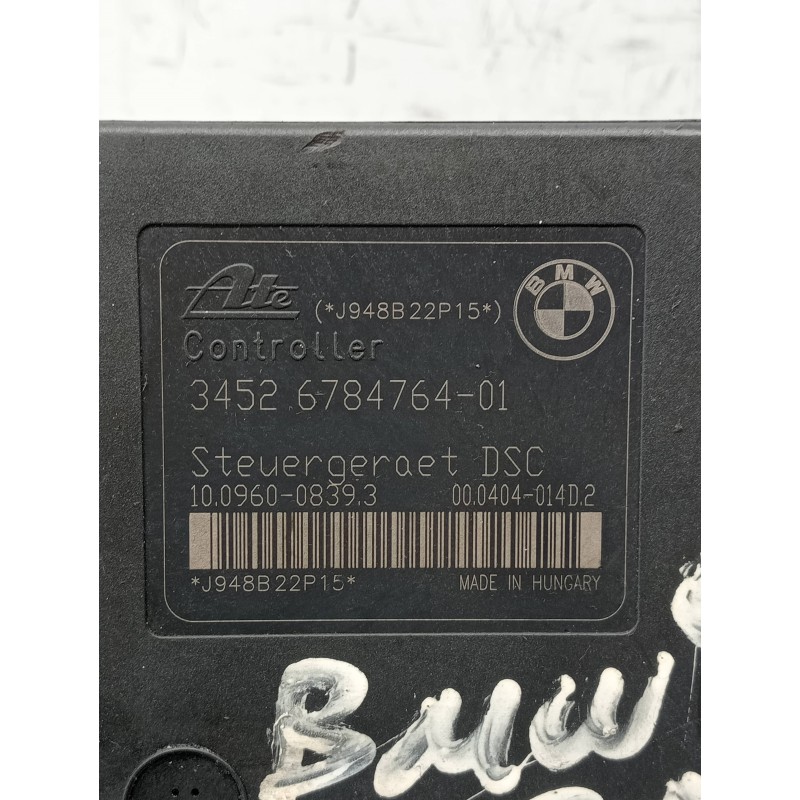 Ate (*J948B22P15*) BMW
Controller
3452 6784764-01
Steuergeraet DSC
10.0960-0839.3 00.0404-014D.2
*J948B22P15* MADE IN HUNGARY
BMW